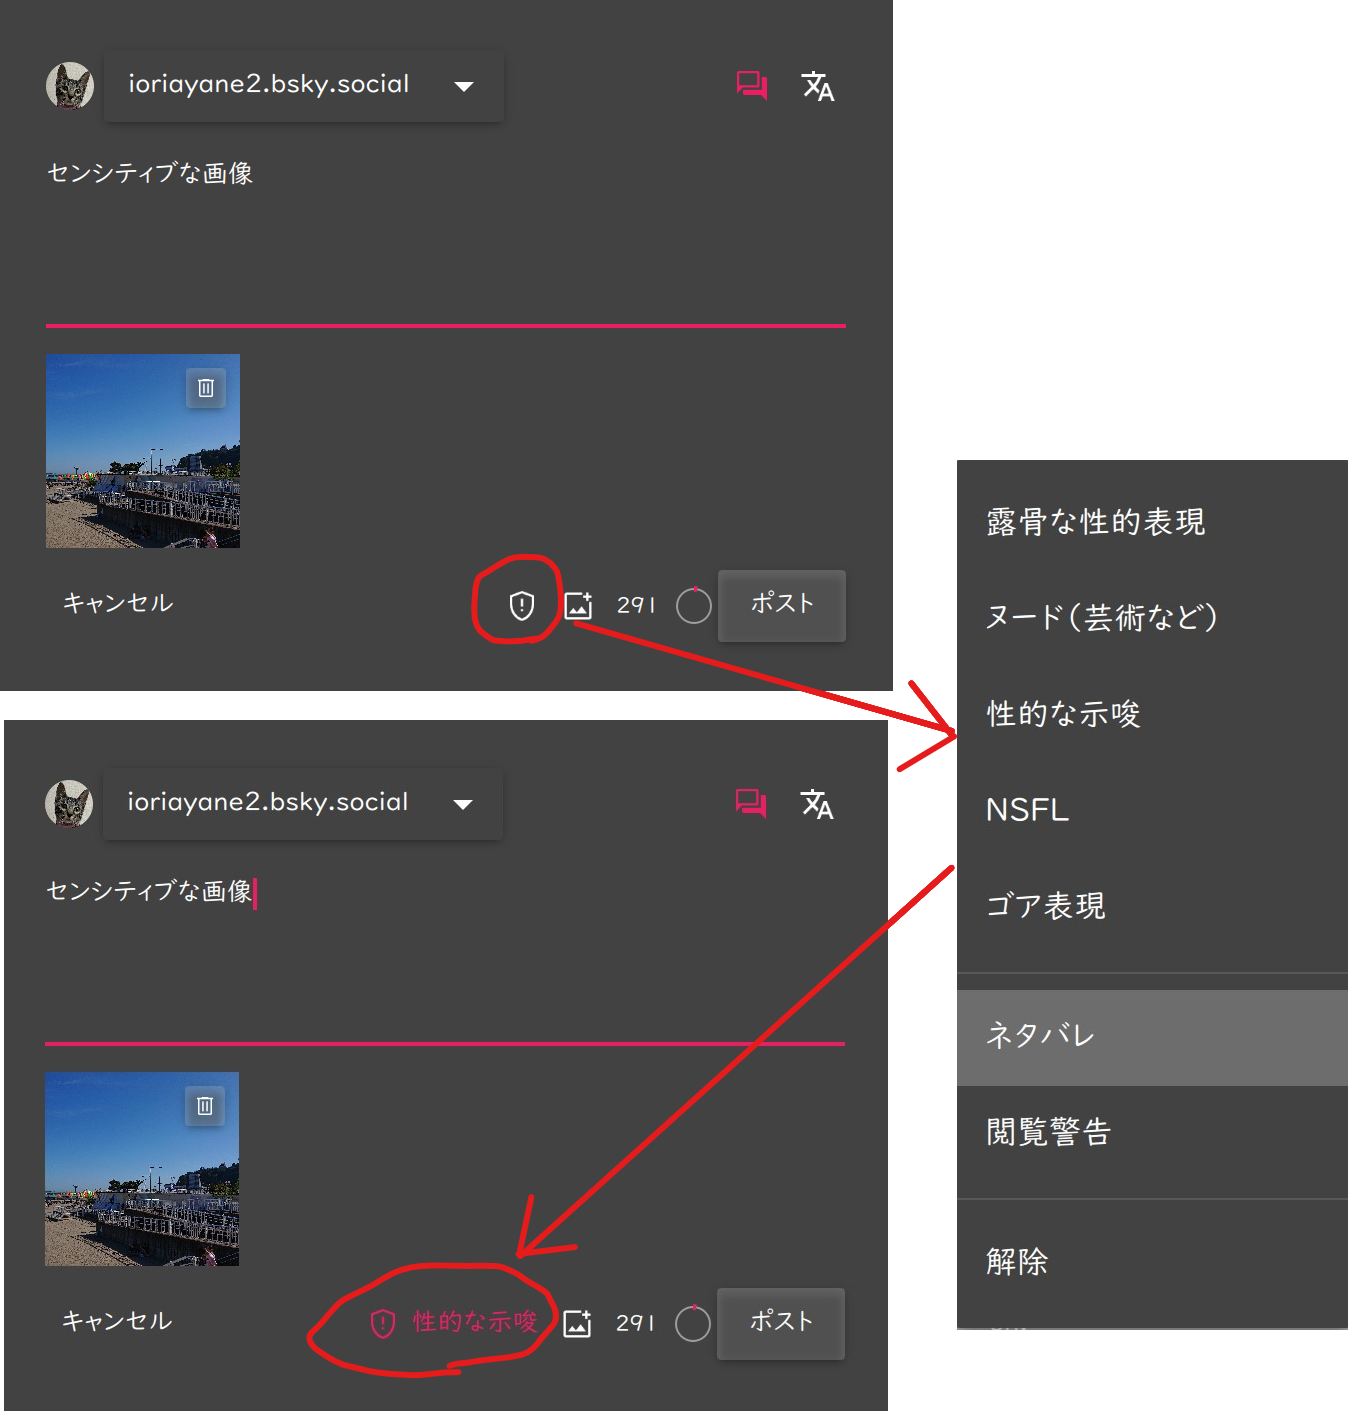 ioriayane2.bsky.social
センシティブな画像
キャンセル
291
ポスト
露骨な性的表現
ヌード（芸術など）
性的な示唆
NSFL
ゴア表現
ネタバレ
閲覧警告
解除
ioriayane2.bsky.social
センシティブな画像
キャンセル
性的な示唆
291
ポスト